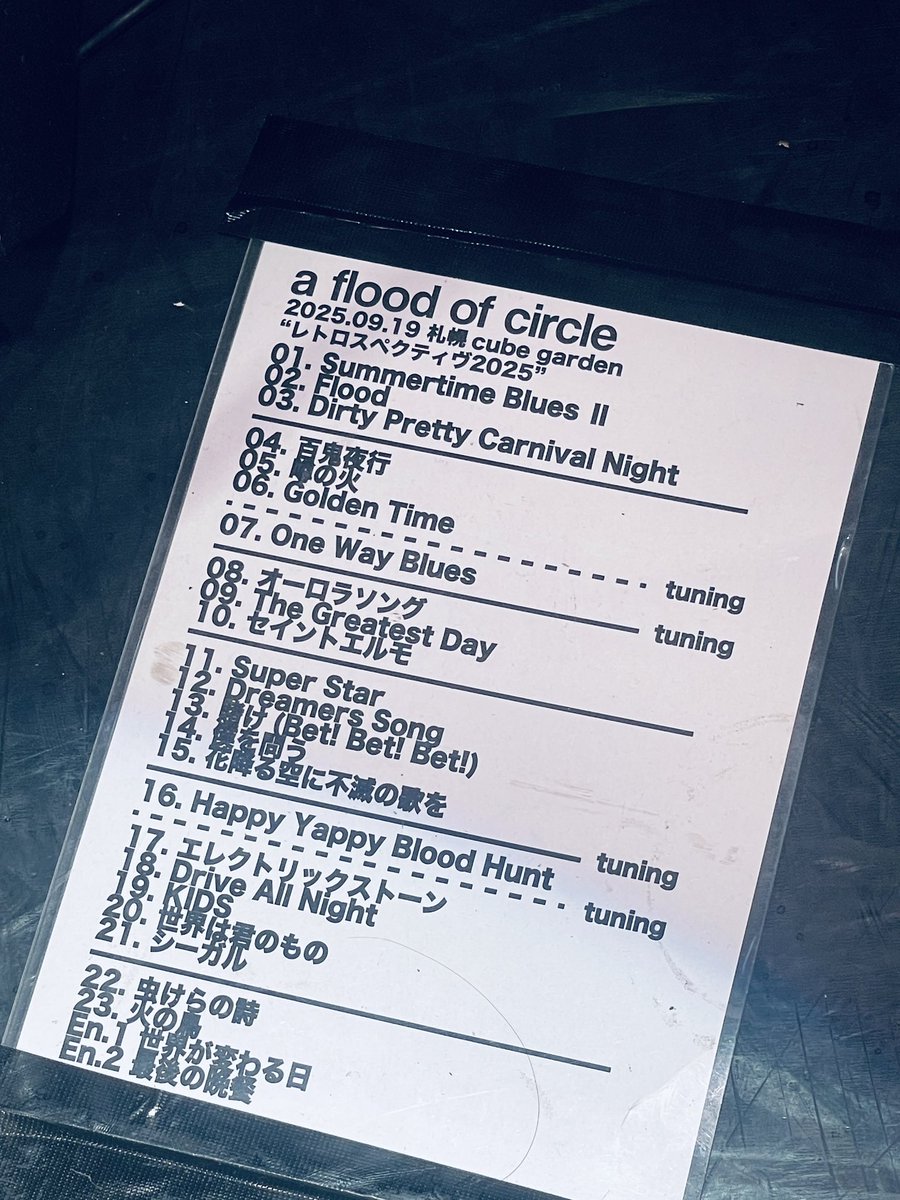 a flood of circle
2025.09.19 札幌 cube garden
“レトロスペクティヴ2025”
01. Summertime Blues II
02. Flood
03. Dirty Pretty Carnival Night
04. 百鬼夜行
05. 噂の火
06. Golden Time
tuning
07. One Way Blues
tuning
08. オーロラソング
09. The Greatest Day
10. セイントエルモ
11. Super Star
12. Dreamers Song
13. 賭け (Bet! Bet! Bet!)
14. 僕を問う
15. 花降る空に不滅の歌を
tuning
16. Happy Yappy Blood Hunt
tuning
17. エレクトリックストーン
18. Drive All Night
19. KIDS
20. 世界は君のもの
21. シーガル
22. 虫けらの詩
23. 火の鳥
En.1 世界が変わる日
En.2 最後の晩餐